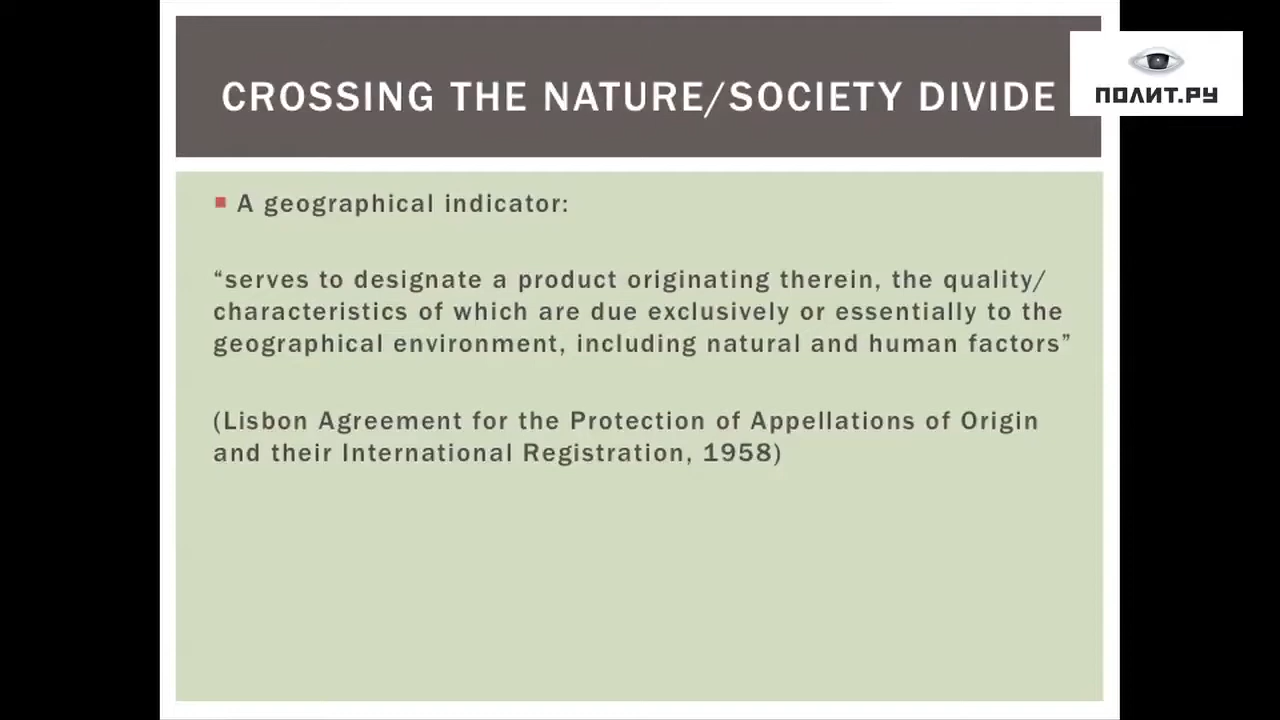 CROSSING THE NATURE/SOCIETY DIVIDE
ПОЛИТ.РУ
A geographical indicator:
“serves to designate a product originating therein, the quality/
characteristics of which are due exclusively or essentially to the
geographical environment, including natural and human factors”
(Lisbon Agreement for the Protection of Appellations of Origin
and their International Registration, 1958)